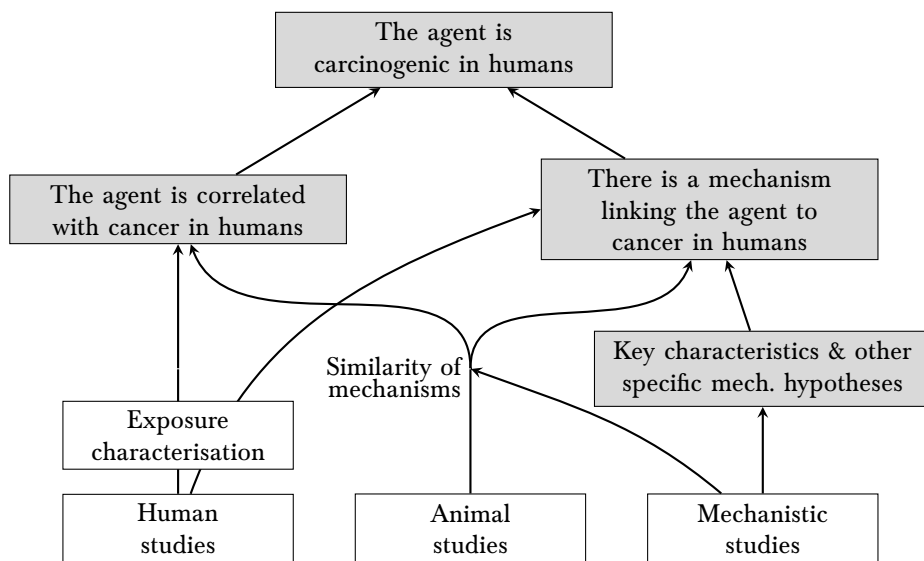 The agent is
carcinogenic in humans
The agent is correlated
with cancer in humans
There is a mechanism
linking the agent to
cancer in humans
Similarity of
mechanisms
Key characteristics & other
specific mech. hypotheses
Exposure
characterisation
Human
studies
Animal
studies
Mechanistic
studies